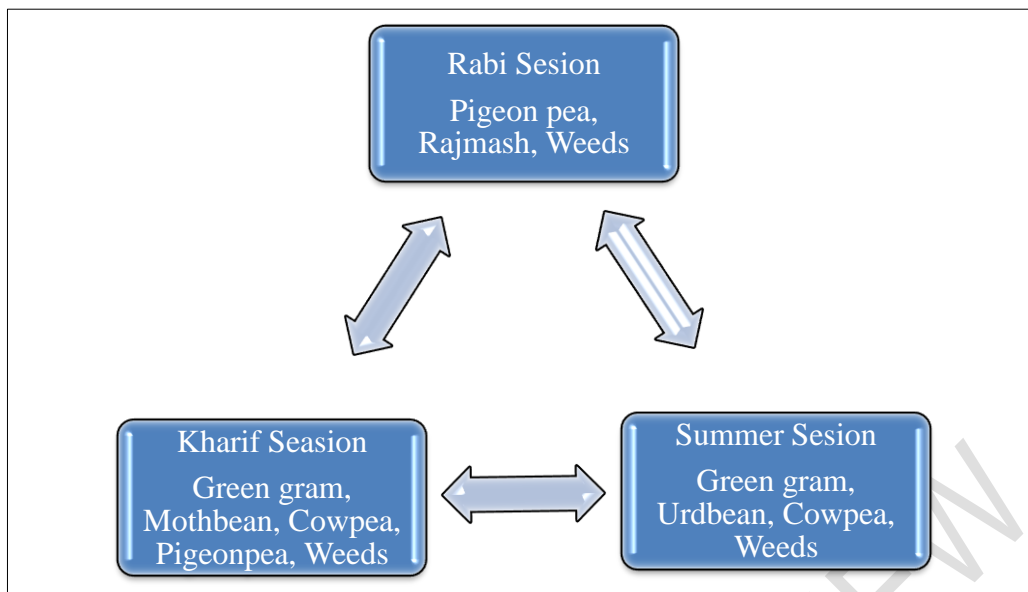 Rabi Sesion
Pigeon pea,
Rajmash, Weeds
Kharif Seasion
Green gram,
Mothbean, Cowpea,
Pigeonpea, Weeds
Summer Sesion
Green gram,
Urdbean, Cowpea,
Weeds